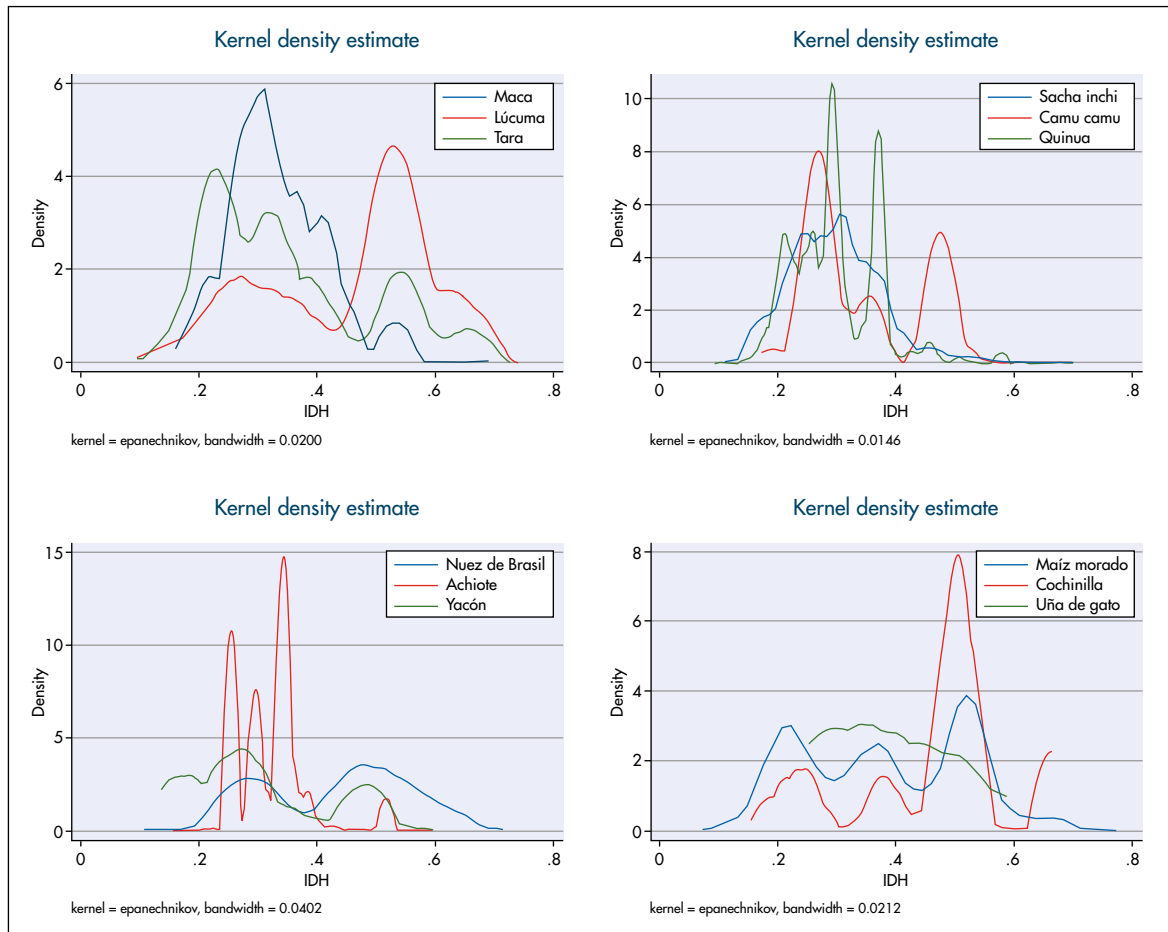 Kernel density estimate
6
4
2
0
Density
Maca
Lúcuma
Tara
0 .2 .4 .6 .8
IDH
kernel = epanechnikov, bandwidth = 0.0200
Kernel density estimate
10
8
6
4
2
0
Density
Sacha inchi
Camu camu
Quinua
0 .2 .4 .6 .8
IDH
kernel = epanechnikov, bandwidth = 0.0146
Kernel density estimate
15
10
5
0
Density
Nuez de Brasil
Achiote
Yacón
0 .2 .4 .6 .8
IDH
kernel = epanechnikov, bandwidth = 0.0402
Kernel density estimate
8
6
4
2
0
Density
Maíz morado
Cochinilla
Uña de gato
0 .2 .4 .6 .8
IDH
kernel = epanechnikov, bandwidth = 0.0212